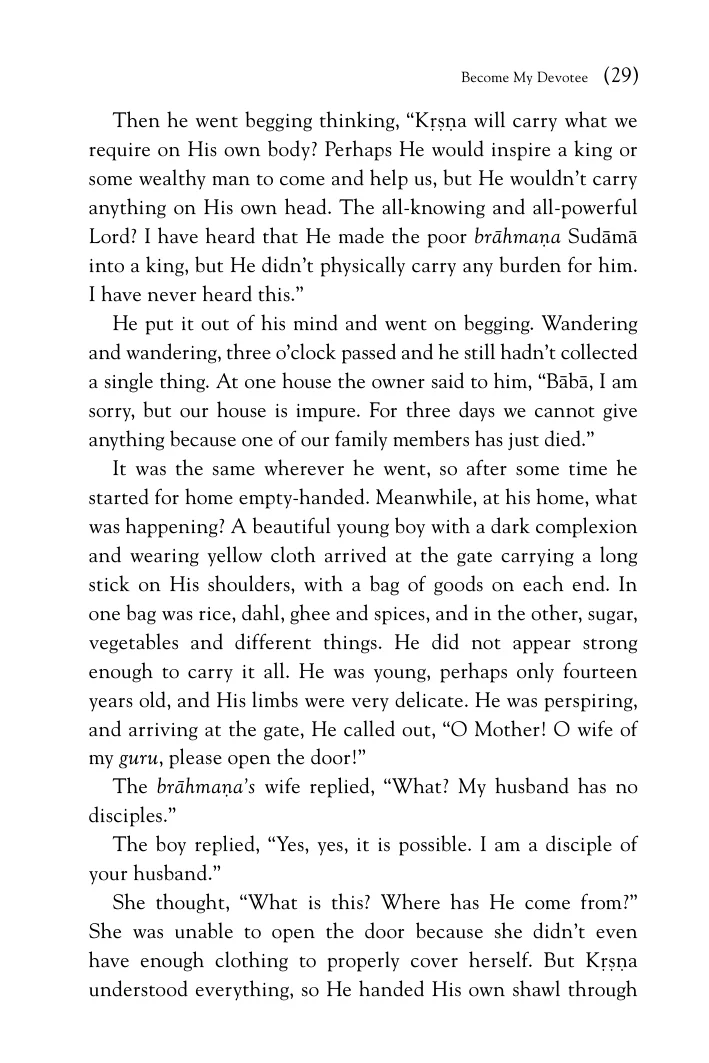 Become My Devotee (29)
Then he went begging thinking, “Kṛṣṇa will carry what we
require on His own body? Perhaps He would inspire a king or
some wealthy man to come and help us, but He wouldn’t carry
anything on His own head. The all-knowing and all-powerful
Lord? I have heard that He made the poor brāhmaṇa Sudāmā
into a king, but He didn’t physically carry any burden for him.
I have never heard this.”
He put it out of his mind and went on begging. Wandering
and wandering, three o’clock passed and he still hadn’t collected
a single thing. At one house the owner said to him, “Bābā, I am
sorry, but our house is impure. For three days we cannot give
anything because one of our family members has just died.”
It was the same wherever he went, so after some time he
started for home empty-handed. Meanwhile, at his home, what
was happening? A beautiful young boy with a dark complexion
and wearing yellow cloth arrived at the gate carrying a long
stick on His shoulders, with a bag of goods on each end. In
one bag was rice, dahl, ghee and spices, and in the other, sugar,
vegetables and different things. He did not appear strong
enough to carry it all. He was young, perhaps only fourteen
years old, and His limbs were very delicate. He was perspiring,
and arriving at the gate, He called out, “O Mother! O wife of
my guru, please open the door!”
The brāhmaṇa’s wife replied, “What? My husband has no
disciples.”
The boy replied, “Yes, yes, it is possible. I am a disciple of
your husband.”
She thought, “What is this? Where has He come from?”
She was unable to open the door because she didn’t even
have enough clothing to properly cover herself. But Kṛṣṇa
understood everything, so He handed His own shawl through